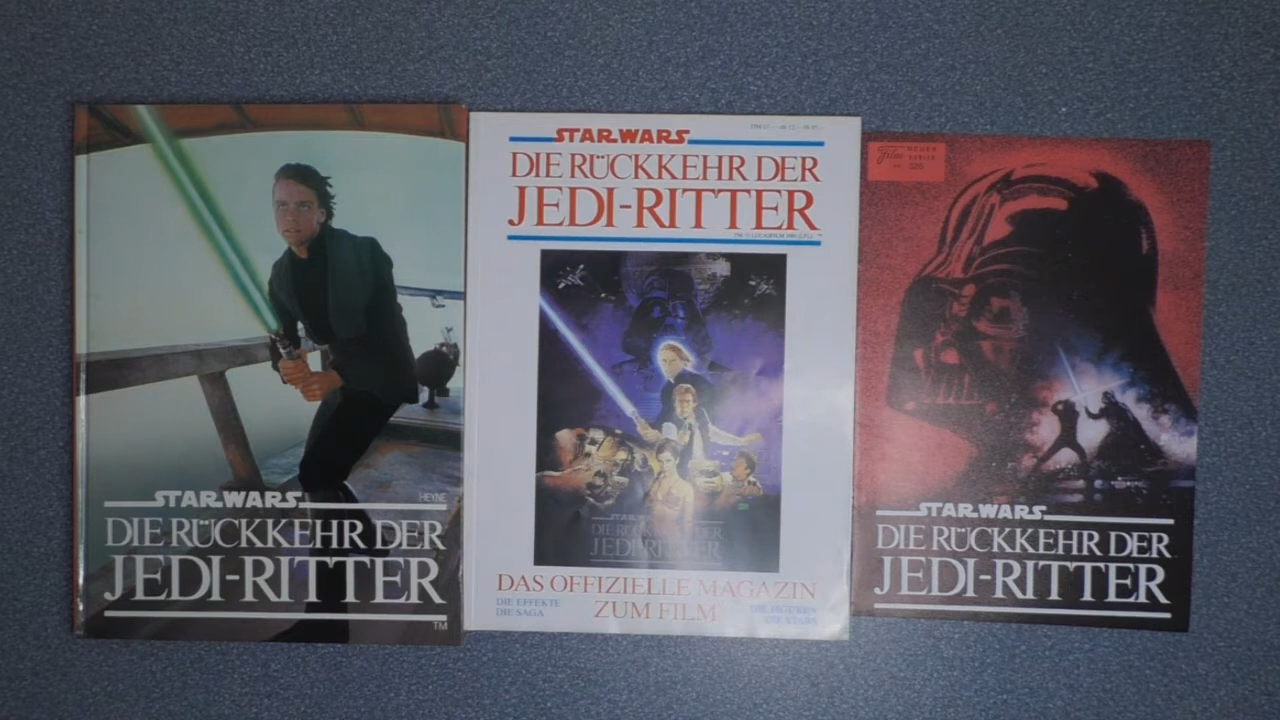 STAR WARS
HEYNE
DIE RÜCKKEHR DER
JEDI-RITTER
TM
STAR WARS
DIE RÜCKKEHR DER
JEDI-RITTER
STAR WARS
DIE RÜCKKEHR DER
JEDI-RITTER
DAS OFFIZIELLE MAGAZIN
ZUM FILM
DIE EFFEKTE
DIE SAGA
Film
NEUER
STAR WARS
DIE RÜCKKEHR DER
JEDI-RITTER